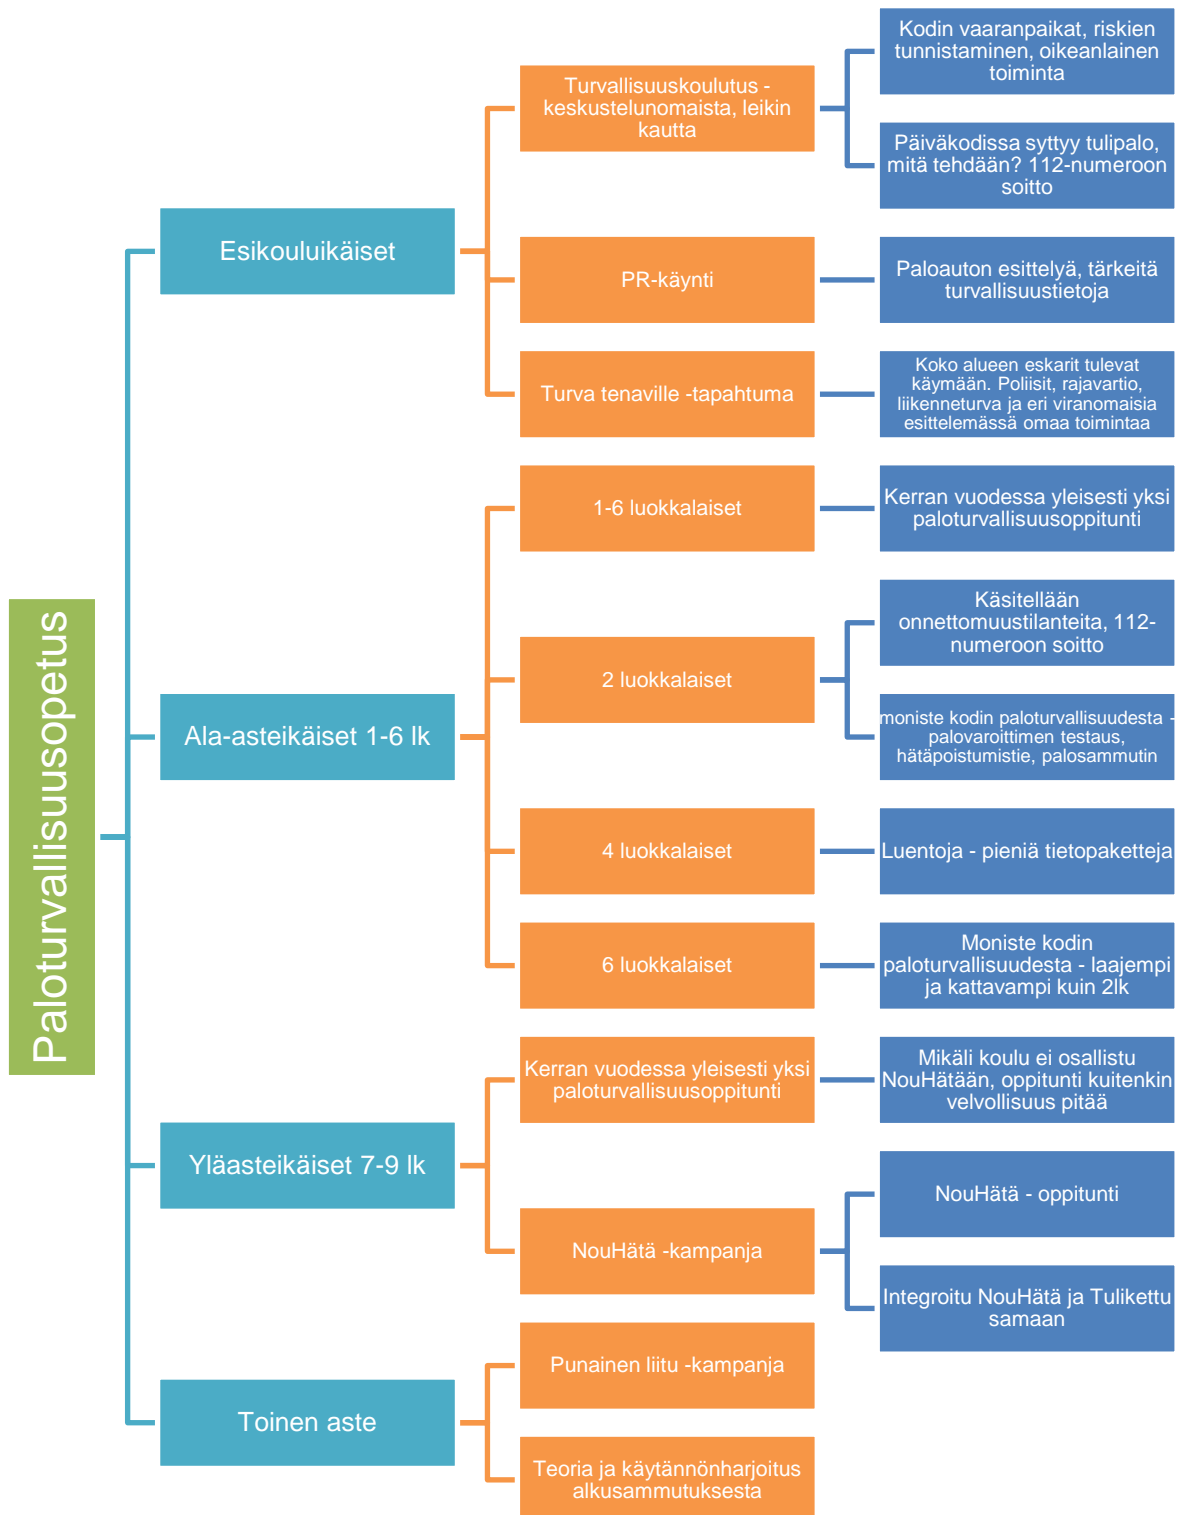 Paloturvallisuusopetus
Esikouluikäiset
Turvallisuuskoulutus -
keskustelunomaista, leikin
kautta
Kodin vaaranpaikat, riskien
tunnistaminen, oikeanlainen
toiminta
Päiväkodissa syttyy tulipalo,
mitä tehdään? 112-numeroon
soitto
PR-käynti
Paloauton esittelyä, tärkeitä
turvallisuustietoja
Turva tenaville -tapahtuma
Koko alueen eskarit tulevat
käymään. Poliisit, rajavartio,
liikenneturva ja eri viranomaisia
esittelemässä omaa toimintaa
Ala-asteikäiset 1-6 lk
1-6 luokkalaiset
Kerran vuodessa yleisesti yksi
paloturvallisuusoppitunti
2 luokkalaiset
Käsitellään
onnettomuustilanteita, 112-
numeroon soitto
moniste kodin paloturvallisuudesta -
palovaroittimen testaus,
hätäpoistumistie, palosammutin
4 luokkalaiset
Luentoja - pieniä tietopaketteja
6 luokkalaiset
Moniste kodin
paloturvallisuudesta - laajempi
ja kattavampi kuin 2lk
Yläasteikäiset 7-9 lk
Kerran vuodessa yleisesti yksi
paloturvallisuusoppitunti
Mikäli koulu ei osallistu
NouHätään, oppitunti kuitenkin
velvollisuus pitää
NouHätä -kampanja
NouHätä - oppitunti
Integroitu NouHätä ja Tulikettu
samaan
Toinen aste
Punainen liitu -kampanja
Teoria ja käytännönharjoitus
alkusammutuksesta